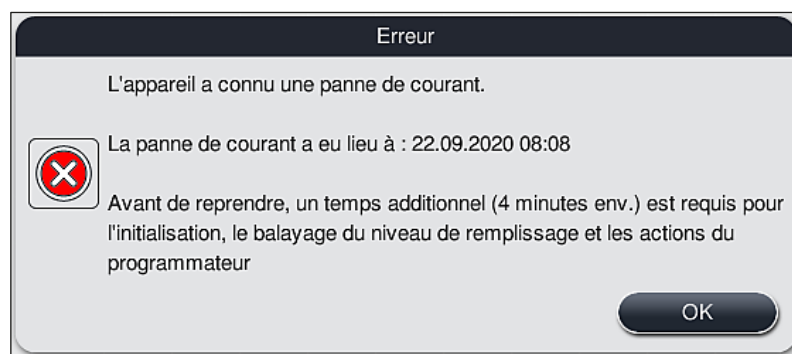 Erreur
L'appareil a connu une panne de courant.
La panne de courant a eu lieu à : 22.09.2020 08:08
Avant de reprendre, un temps additionnel (4 minutes env.) est requis pour
l'initialisation, le balayage du niveau de remplissage et les actions du
programmateur
OK